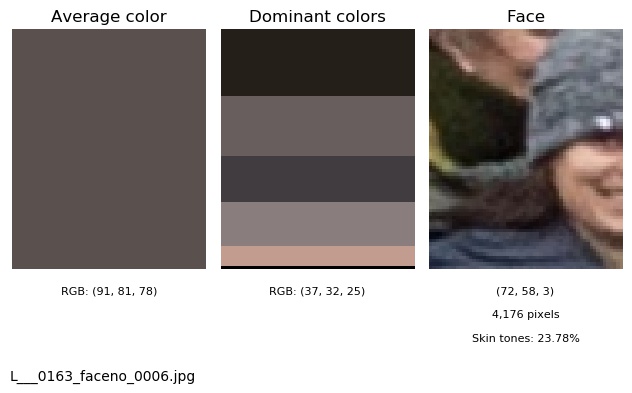 Average color
Dominant colors
Face
RGB: (91, 81, 78)
RGB: (37, 32, 25)
(72, 58, 3)
4,176 pixels
Skin tones: 23.78%
L___0163_faceno_0006.jpg